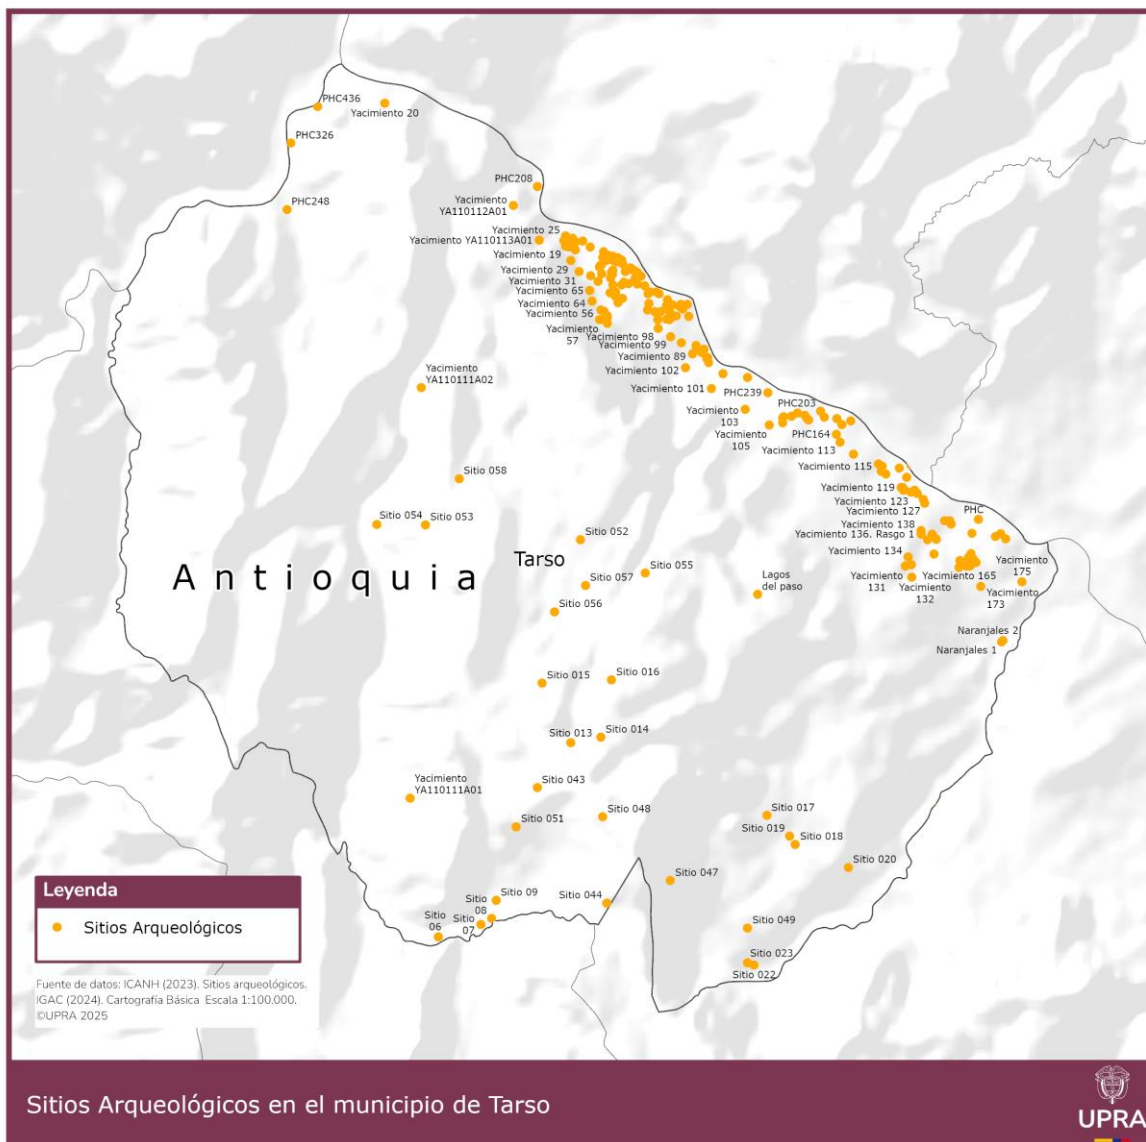 PHC436
Yacimiento 20
PHC326
PHC248
PHC208
Yacimiento
YA110112A01
Yacimiento 25
Yacimiento YA110113A01
Yacimiento 19
Yacimiento 29
Yacimiento 31
Yacimiento 65
Yacimiento 64
Yacimiento 56
Yacimiento
57
Yacimiento 98
Yacimiento 99
Yacimiento 89
Yacimiento 102
Yacimiento
YA110111A02
Yacimiento 101
PHC239
Yacimiento
103
PHC203
Yacimiento
105
PHC164
Yacimiento 113
Yacimiento 115
Sitio 058
Yacimiento 119
Yacimiento 123
Yacimiento 127
PHC
Sitio 054
Sitio 053
Yacimiento 138
Yacimiento 136. Rasgo 1
Sitio 052
Tarso
Yacimiento 134
Antioquia
Sitio 055
Yacimiento
131
Yacimiento
132
Yacimiento 165
Yacimiento
175
Yacimiento
173
Sitio 057
Lagos
del paso
Sitio 056
Naranjales 2
Naranjales 1
Sitio 015
Sitio 016
Sitio 013
Sitio 014
Yacimiento
YA110111A01
Sitio 043
Sitio 051
Sitio 048
Sitio 017
Sitio 019
Sitio 018
Sitio 020
Sitio 047
Sitio 09
Sitio
08
Sitio
07
Sitio
06
Sitio 044
Sitio 049
Sitio 023
Sitio 022
Leyenda
Sitios Arqueológicos
Fuente de datos: ICANH (2023). Sitios arqueológicos.
IGAC (2024). Cartografía Básica Escala 1:100.000.
©UPRA 2025
Sitios Arqueológicos en el municipio de Tarso
UPRA